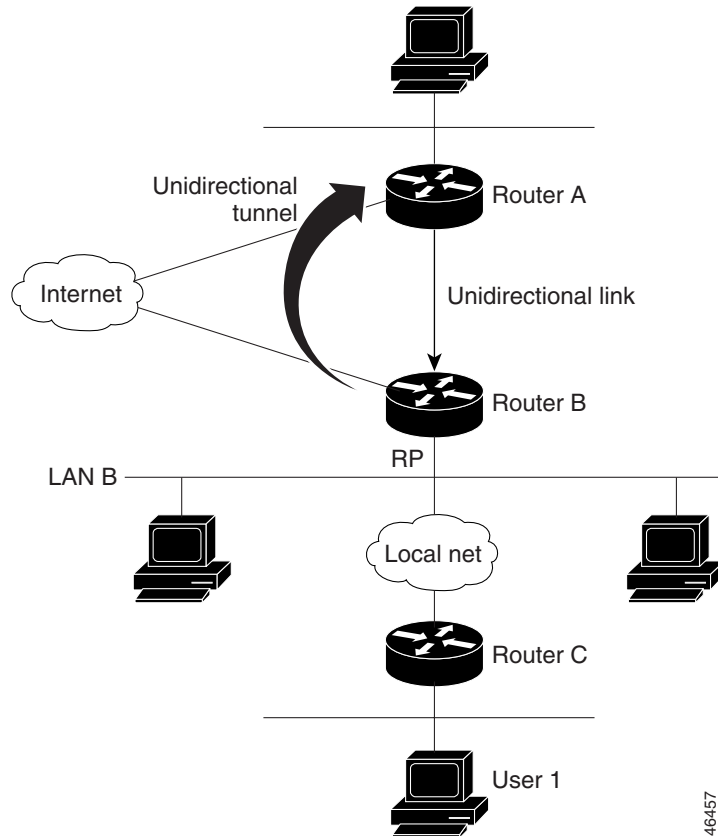 Unidirectional
tunnel
Router A
Internet
Unidirectional link
Router B
RP
LAN B
Local net
Router C
User 1
46457